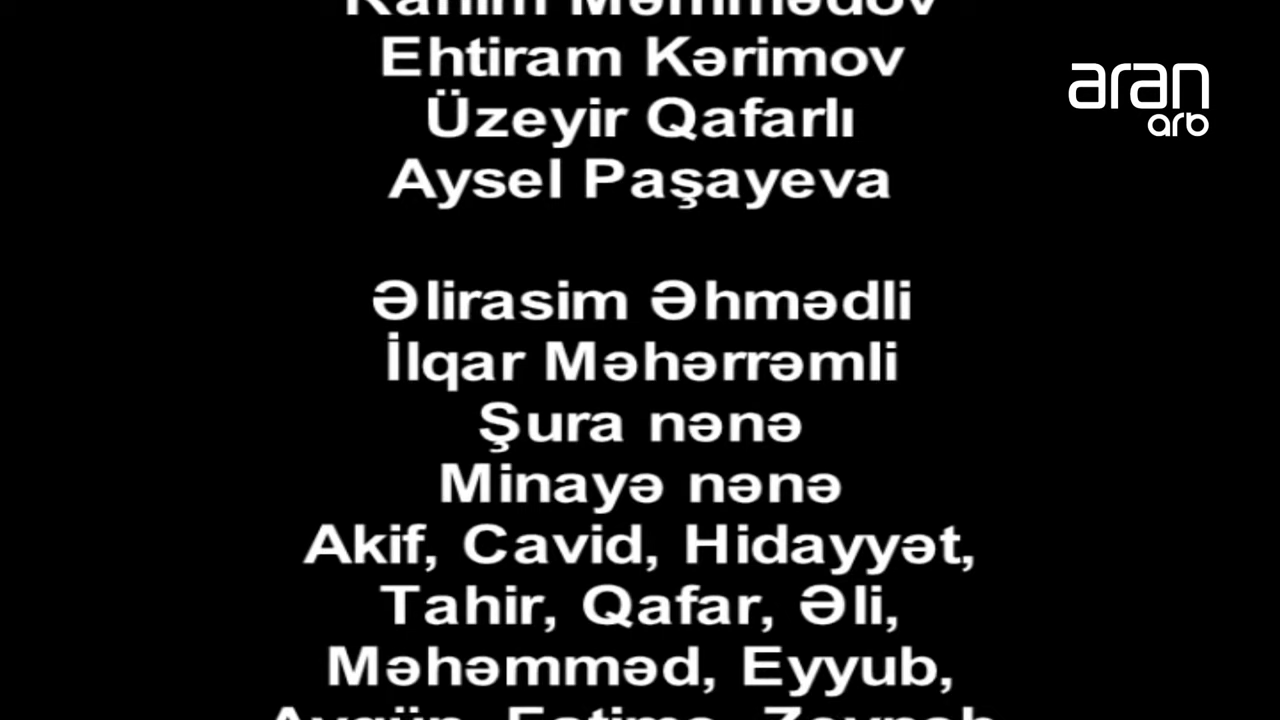 Ehtiram Kərimov
Üzeyir Qafarlı
Aysel Paşayeva
Əlirasim Əhmədli
İlqar Məhərrəmli
Şura nənə
Minayə nənə
Akif, Cavid, Hidayyət,
Tahir, Qafar, Əli,
Məhəmməd, Eyyub,
aran
arb